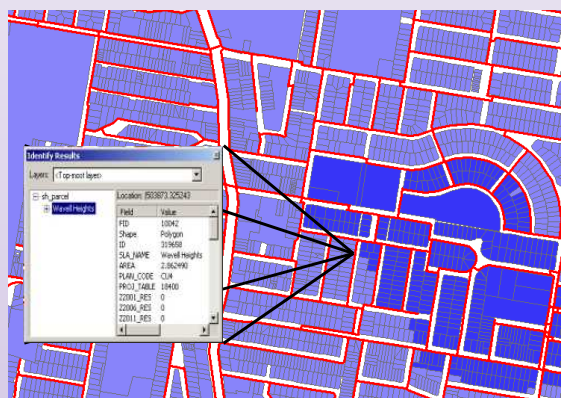 Identify Results
Layers: <Top-most layer>
sh_parcel
Wavell Heights
Location: (503873.325243
Field Value
FID 10042
Shape Polygon
ID 319658
SLA_NAME Wavell Heights
AREA 2.862490
PLAN_CODE CU4
PROJ_TABLE 18400
Z2001_RES 0
Z2006_RES 0
Z2011_RES 0